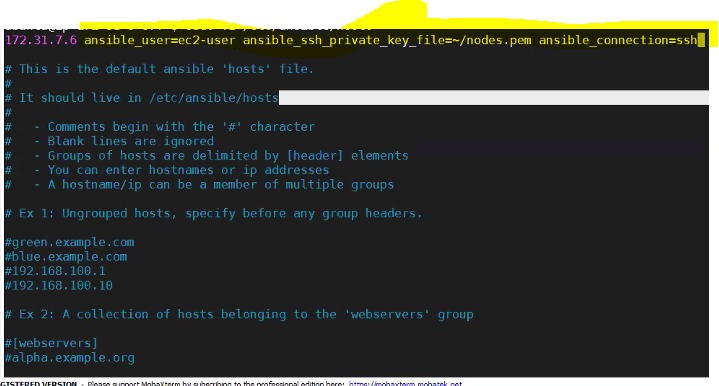 172.31.7.6 ansible_user=ec2-user ansible_ssh_private_key_file=~/nodes.pem ansible_connection=ssh
# This is the default ansible 'hosts' file.
#
# It should live in /etc/ansible/hosts
#
#   - Comments begin with the '#' character
#   - Blank lines are ignored
#   - Groups of hosts are delimited by [header] elements
#   - You can enter hostnames or ip addresses
#   - A hostname/ip can be a member of multiple groups
# Ex 1: Ungrouped hosts, specify before any group headers.
#green.example.com
#blue.example.com
#192.168.100.1
#192.168.100.10
# Ex 2: A collection of hosts belonging to the 'webservers' group
#[webservers]
#alpha.example.org
GISTERED VERSION - Please support MobaXterm by subscribing to the professional edition here: https://mobaxterm.mobatek.net